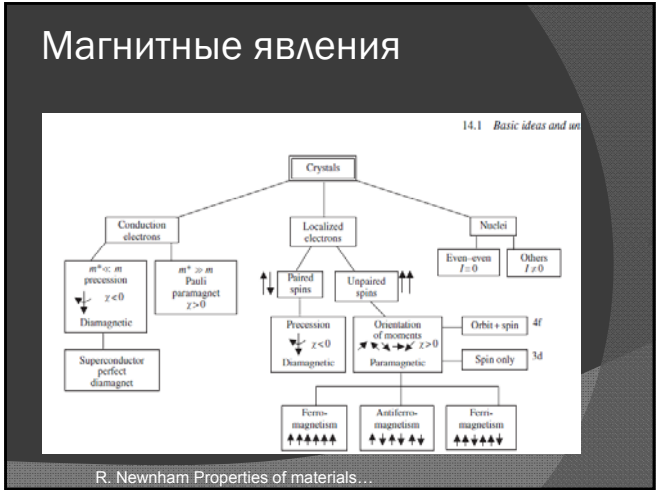 Магнитные явления
14.1 Basic ideas and un
Crystals
Conduction
electrons
Localized
electrons
Nuclei
m* ≪ m
precession
χ<0
Diamagnetic
m* ≫ m
Pauli
paramagnet
χ>0
Paired
spins
Unpaired
spins
Even–even
I=0
Others
I≠0
Superconductor
perfect
diamagnet
Precession
χ<0
Diamagnetic
Orientation
of moments
χ>0
Paramagnetic
Orbit + spin
4f
Spin only
3d
Ferro-
magnetism
Antiferro-
magnetism
Ferri-
magnetism
R. Newnham Properties of materials...